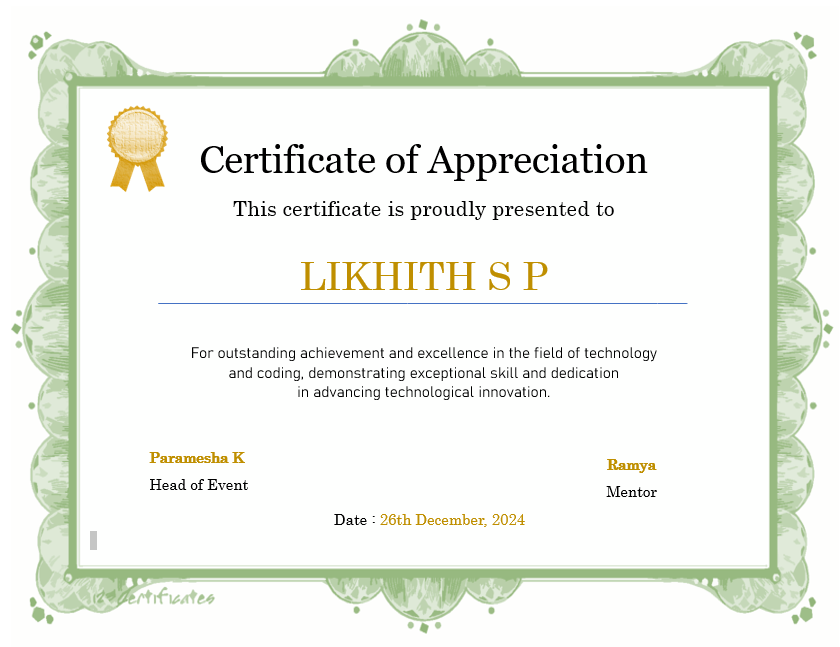 Certificate of Appreciation
This certificate is proudly presented to
LIKHITH S P
For outstanding achievement and excellence in the field of technology
and coding, demonstrating exceptional skill and dedication
in advancing technological innovation.
Paramesha K
Ramya
Head of Event
Mentor
Date : 26th December, 2024
Certificates